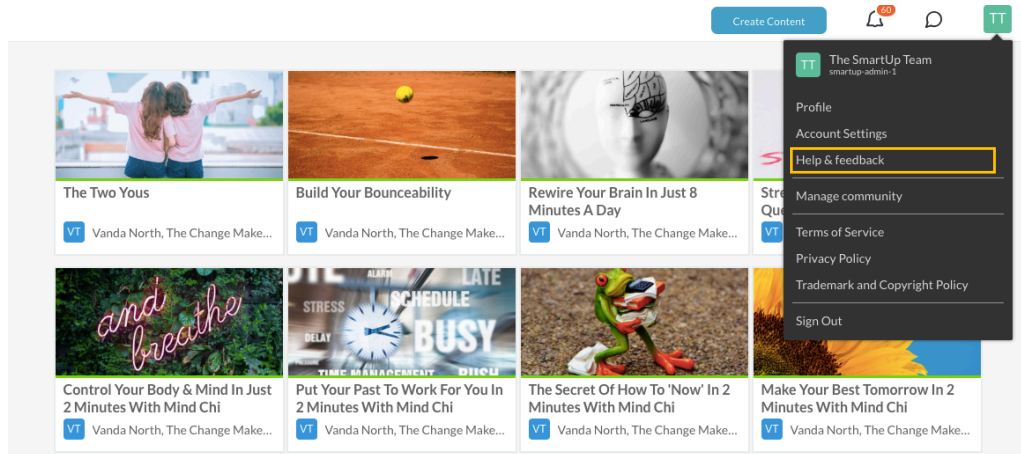 Create Content
60
TT
TT
The SmartUp Team
smartup-admin-1
Profile
Account Settings
Help & feedback
Manage community
Terms of Service
Privacy Policy
Trademark and Copyright Policy
Sign Out
The Two Yous
VT Vanda North, The Change Make...
Build Your Bounceability
VT Vanda North, The Change Make...
Rewire Your Brain In Just 8
Minutes A Day
VT Vanda North, The Change Make...
S
Stre
Que
VT
and
breathe
Control Your Body & Mind In Just
2 Minutes With Mind Chi
VT Vanda North, The Change Make...
ALARM
LATE
STRESS
SCHEDULE
DELAY
BUSY
TIME MANAGEMENT
Put Your Past To Work For You In
2 Minutes With Mind Chi
VT Vanda North, The Change Make...
The Secret Of How To 'Now' In 2
Minutes With Mind Chi
VT Vanda North, The Change Make...
Make Your Best Tomorrow In 2
Minutes With Mind Chi
VT Vanda North, The Change Make...